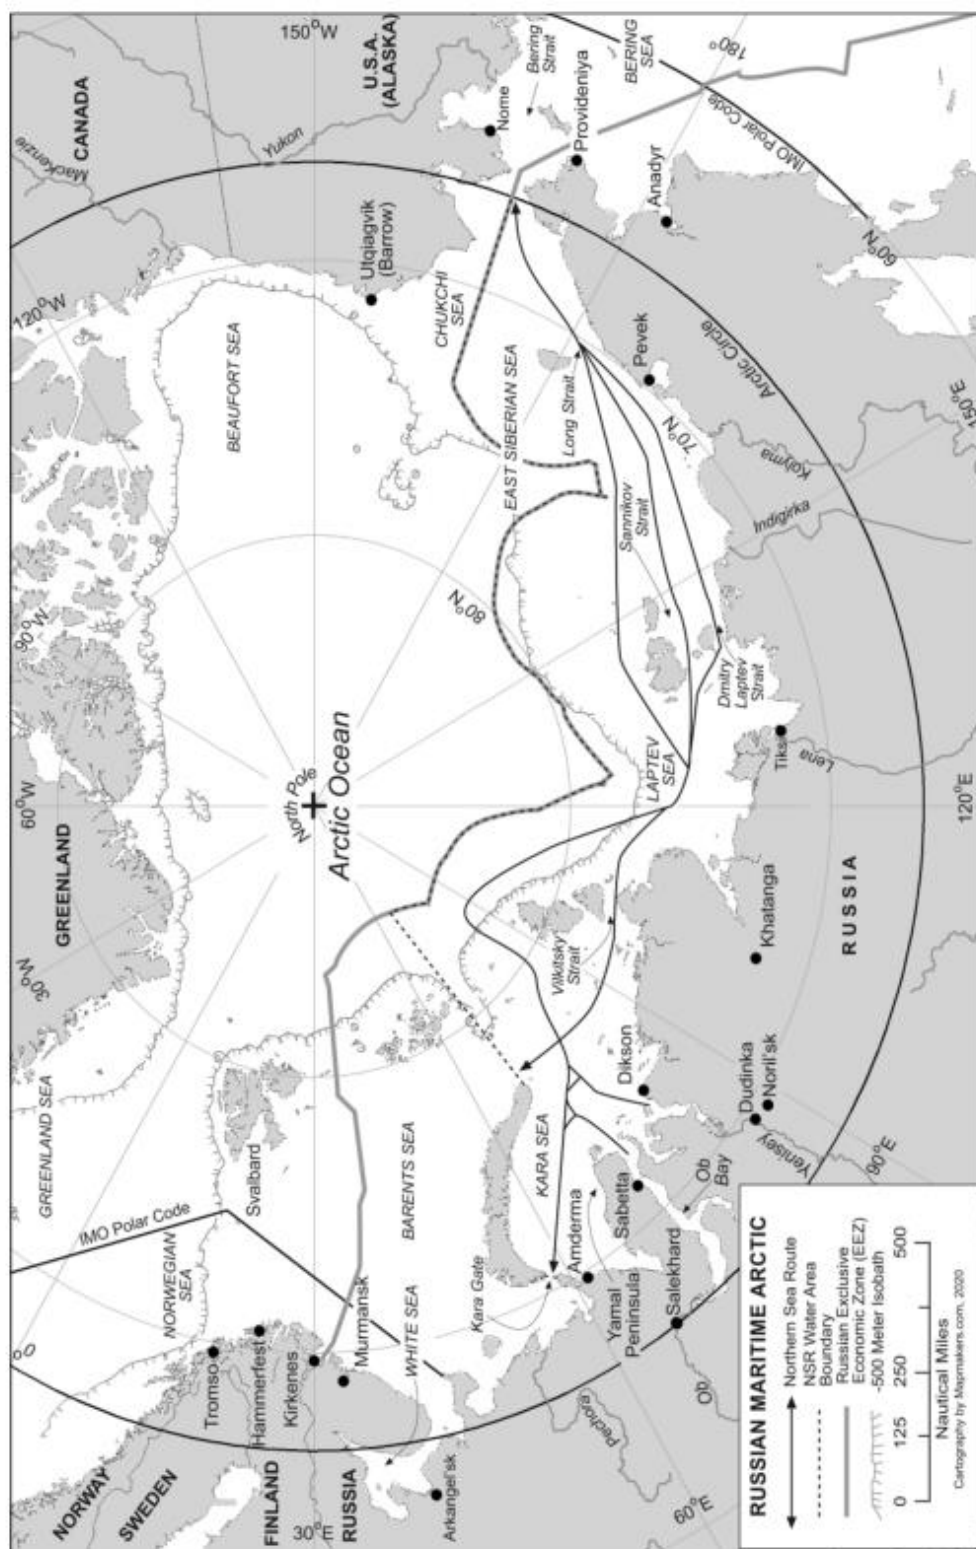 150°W
U.S.A.
(ALASKA)
Bering
Strait
BERING
SEA
180°
CANADA
MacKenzie
Yukon
Nome
Provideniya
IMO Polar Code
Anadyr
60°N
120°W
Utqiagvik
(Barrow)
CHUKCHI
SEA
BEAUFORT SEA
EAST SIBERIAN SEA
Long Strait
Pevek
Arctic Circle
70°N
150°E
Kolyma
Indigirka
90°W
Sannikov
Strait
80°N
Dmitry
Laptev
Strait
60°W
North Pole
Arctic Ocean
LAPTEV
SEA
Tiksi
Lena
120°E
GREENLAND
30°W
Vilkitsky
Strait
Khatanga
RUSSIA
GREENLAND SEA
Svalbard
BARENTS SEA
KARA SEA
Dikson
Dudinka
Noril'sk
Yenisey
90°E
IMO Polar Code
NORWEGIAN
SEA
Kara Gate
Amderma
Sabetta
Ob
Bay
Yamal
Peninsula
Salekhard
0°
Tromso
Hammerfest
Kirkenes
Murmansk
WHITE SEA
Pechora
Ob
NORWAY
SWEDEN
FINLAND
RUSSIA
30°E
Arkangel'sk
60°E
RUSSIAN MARITIME ARCTIC
Northern Sea Route
NSR Water Area
Boundary
Russian Exclusive
Economic Zone (EEZ)
-500 Meter Isobath
0 125 250 500
Nautical Miles
Cartography by Mapmakers.com, 2020